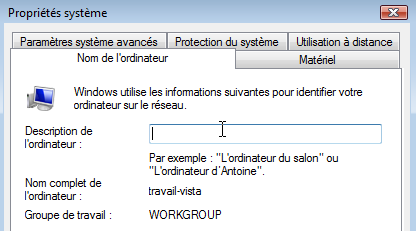 Propriétés système
Paramètres système avancés Protection du système Utilisation à distance
Nom de l'ordinateur Matériel
Windows utilise les informations suivantes pour identifier votre
ordinateur sur le réseau.
Description de
l'ordinateur :
Par exemple : "L'ordinateur du salon" ou
"L'ordinateur d'Antoine".
Nom complet de
l'ordinateur :
travail-vista
Groupe de travail : WORKGROUP